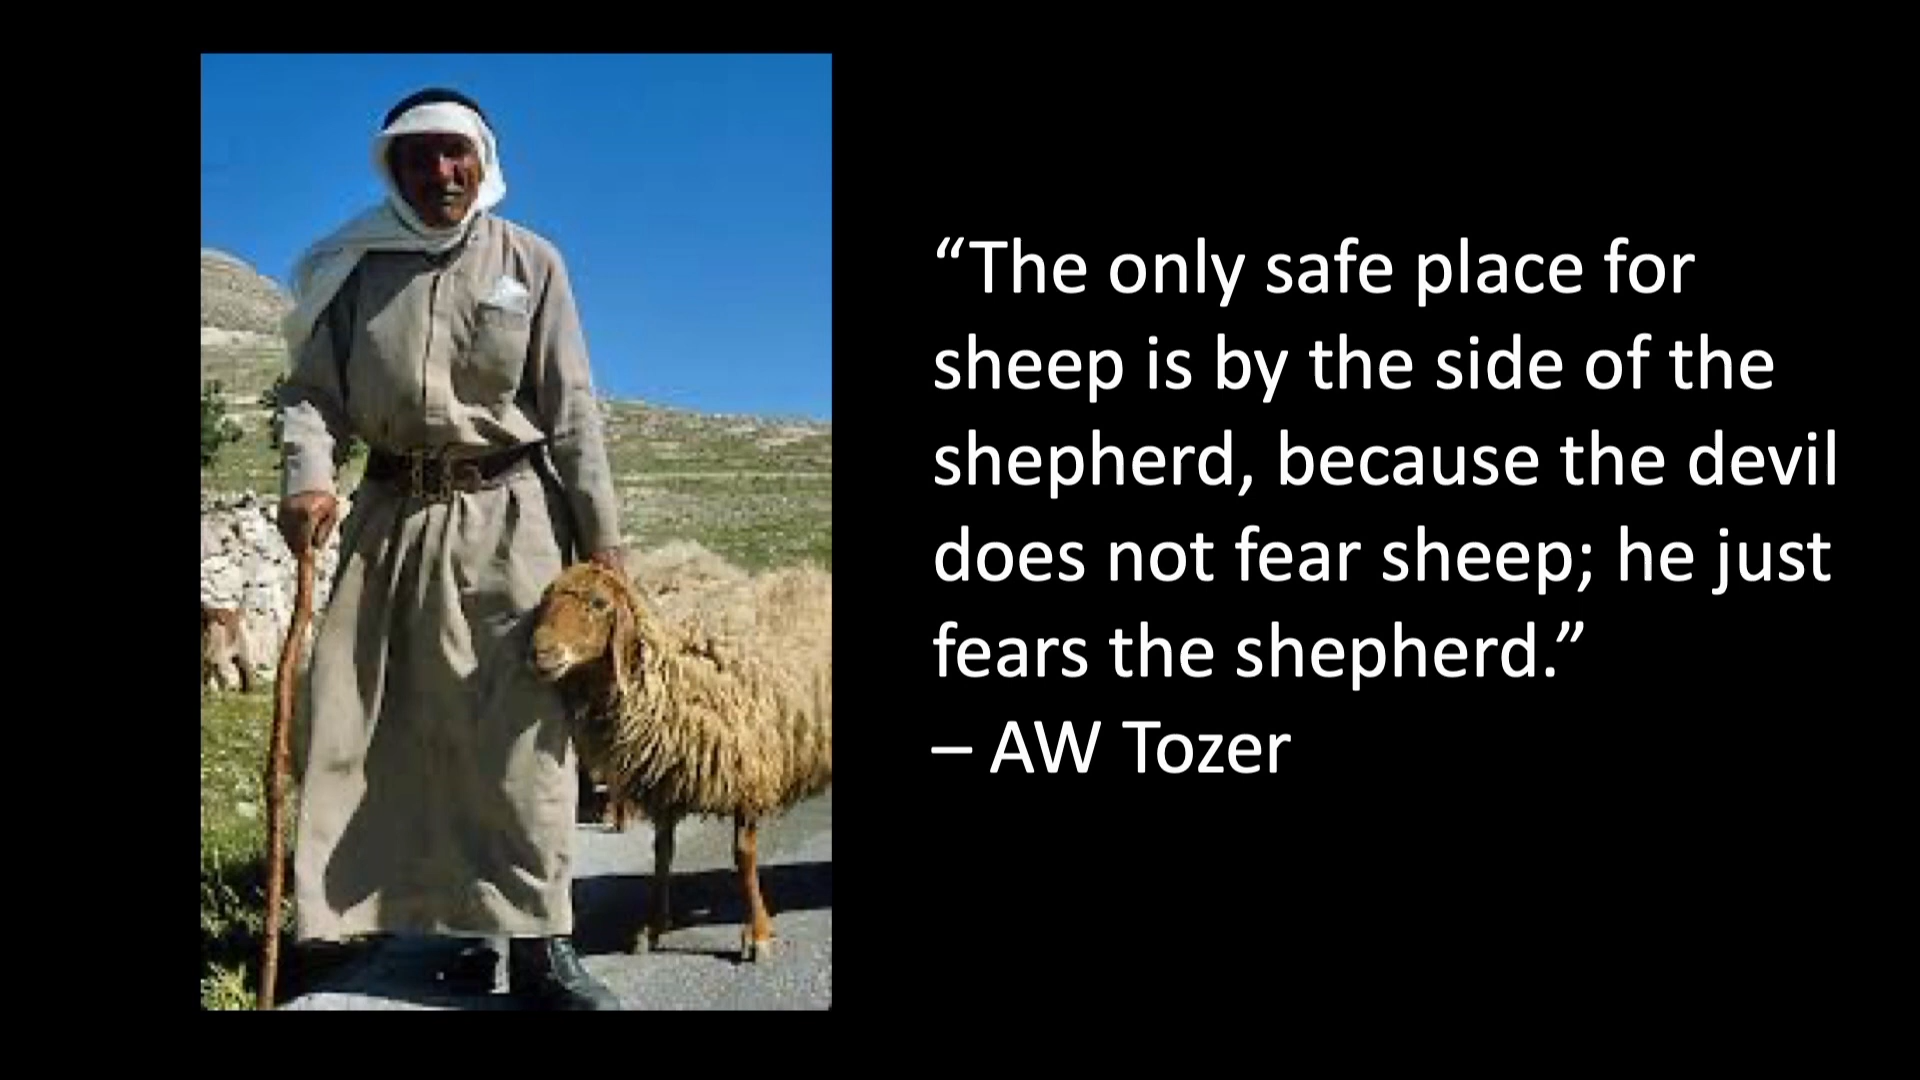 “The only safe place for
sheep is by the side of the
shepherd, because the devil
does not fear sheep; he just
fears the shepherd.”
– AW Tozer